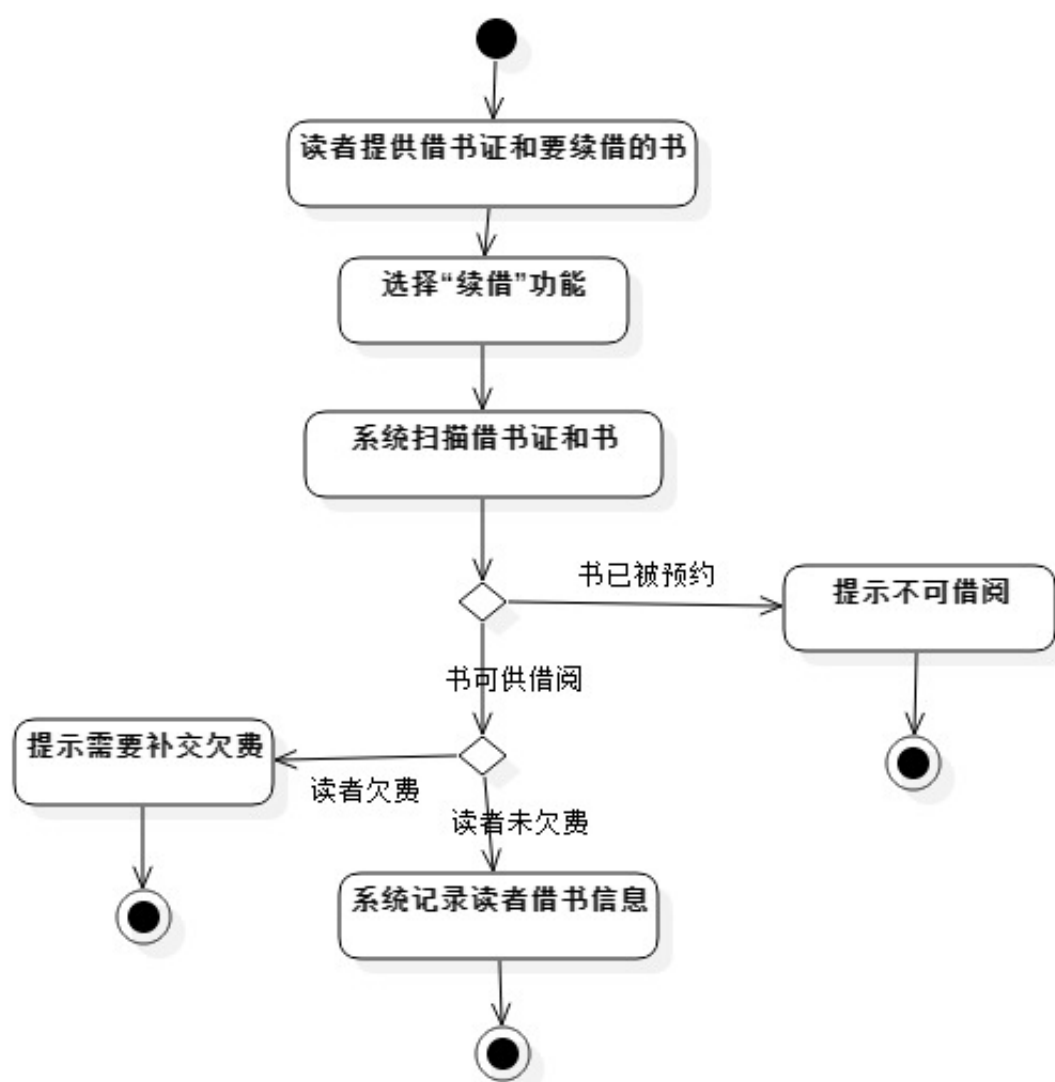 读者提供借书证和要续借的书
选择“续借”功能
系统扫描借书证和书
书已被预约
提示不可借阅
书可供借阅
提示需要补交欠费
读者欠费
读者未欠费
系统记录读者借书信息